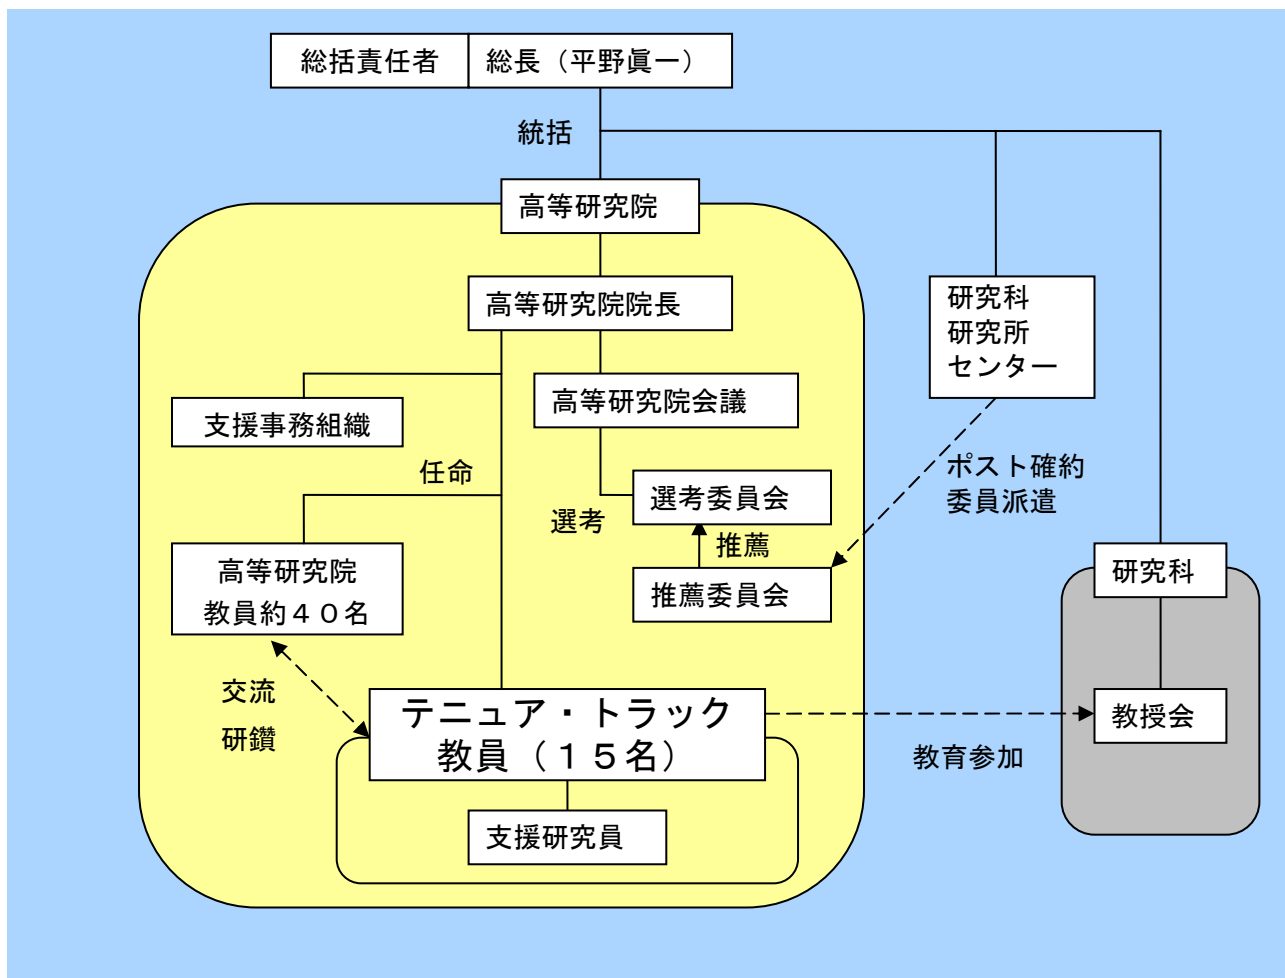 総括責任者
総長（平野眞一）
統括
高等研究院
高等研究院院長
研究科
研究所
センター
高等研究院会議
支援事務組織
任命
ポスト確約
委員派遣
選考委員会
選考
推薦
推薦委員会
高等研究院
教員約４０名
研究科
交流
研鑽
テニュア・トラック
教員（１５名）
教授会
教育参加
支援研究員